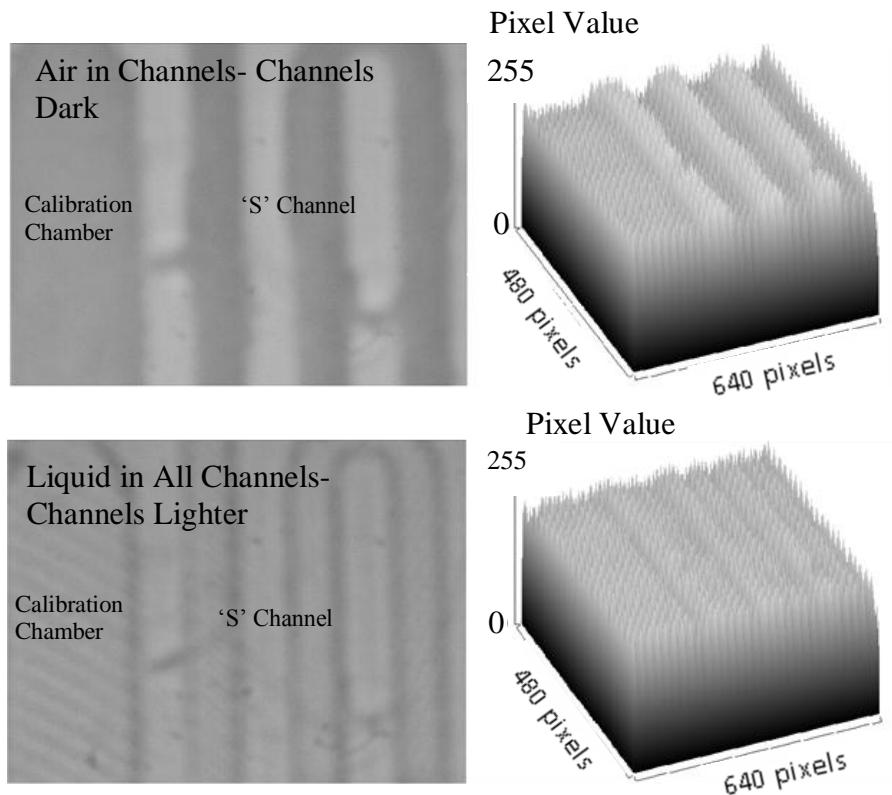 Pixel Value
Air in Channels- Channels
Dark
255
Calibration
Chamber
‘S’ Channel
0
480 pixels
640 pixels
Pixel Value
Liquid in All Channels-
Channels Lighter
255
Calibration
Chamber
‘S’ Channel
0
480 pixels
640 pixels